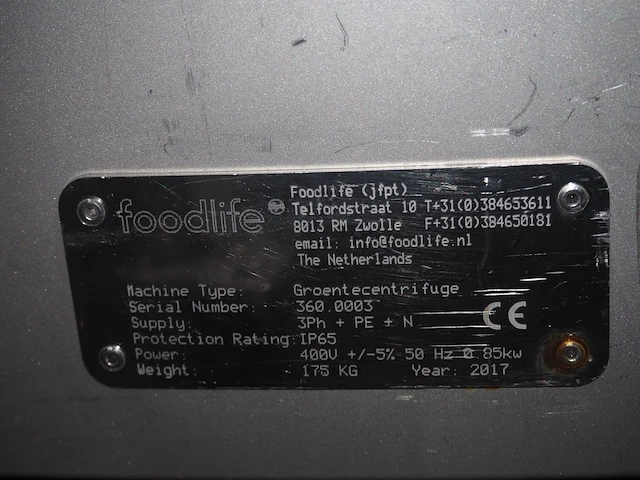 foodlife
Foodlife (jfpt)
Telfordstraat 10 T+31(0)384653611
8013 RM Zwolle F+31(0)384650181
email: info@foodlife.nl
The Netherlands
Machine Type: Groentecentrifuge
Serial Number: 360.0003
Supply: 3Ph + PE ± N
Protection Rating: IP65
Power: 400V +/-5% 50 Hz 0.85kw
Weight: 175 KG Year: 2017
CE